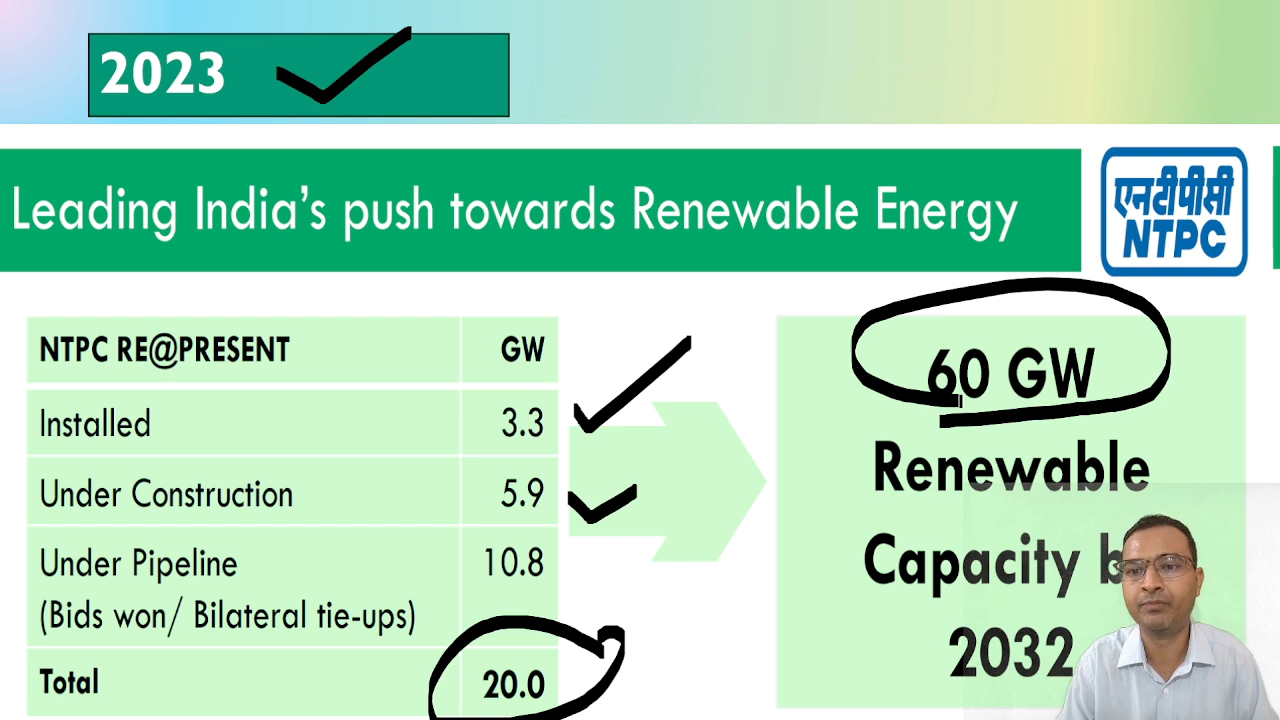 2023
Leading India's push towards Renewable Energy
एनटीपीसी
NTPC
NTPC RE@PRESENT GW
Installed 3.3
Under Construction 5.9
Under Pipeline 10.8
(Bids won/ Bilateral tie-ups)
Total 20.0
60 GW
Renewable
Capacity
2032